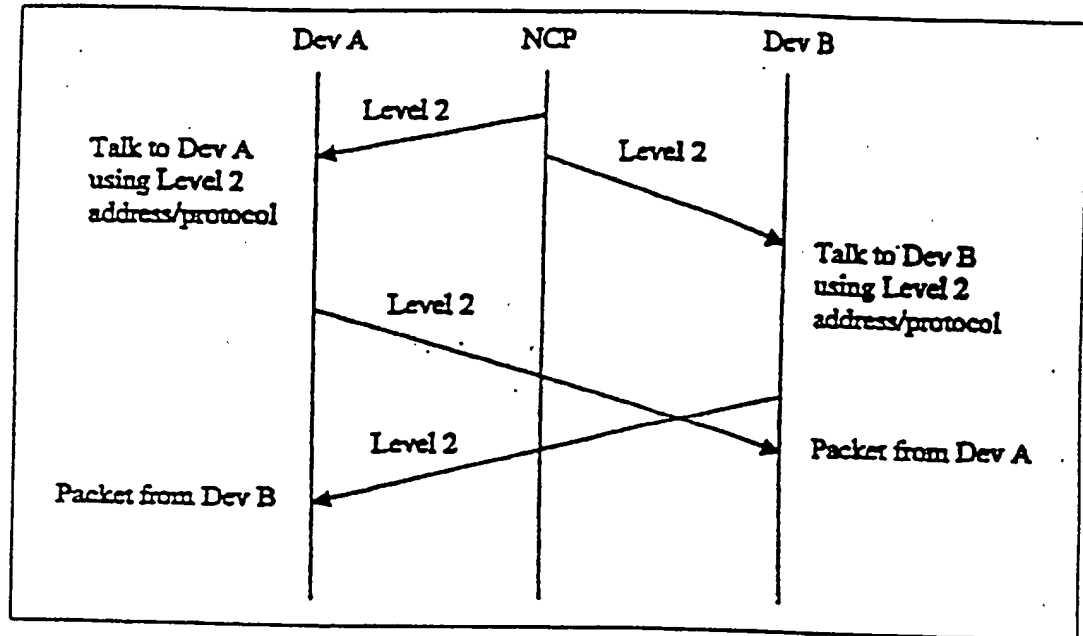 Dev A NCP Dev B
Level 2
Level 2
Talk to Dev A
using Level 2
address/protocol
Talk to Dev B
using Level 2
address/protocol
Level 2
Level 2
Packet from Dev A
Packet from Dev B